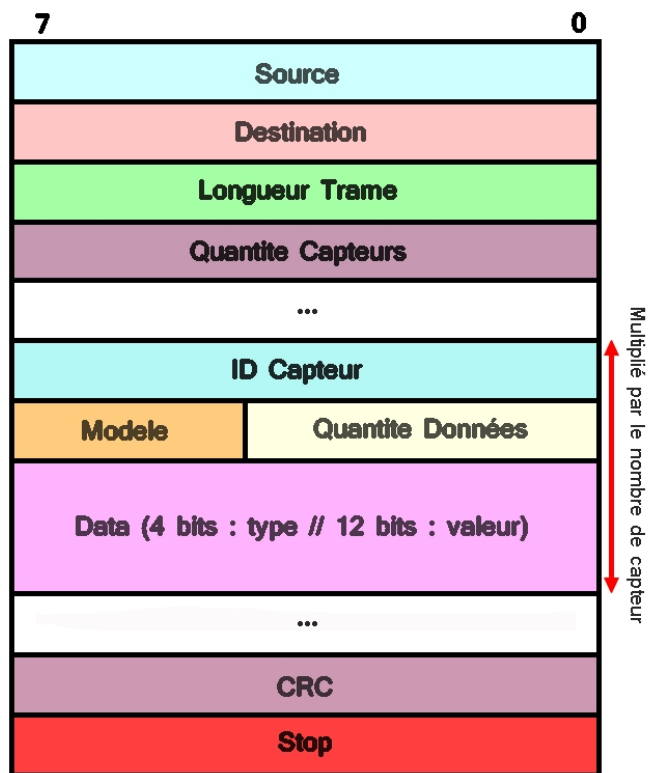 7 0
Source
Destination
Longueur Trame
Quantite Capteurs
...
ID Capteur
Modele Quantite Données
Data (4 bits : type // 12 bits : valeur)
Multiplié par le nombre de capteur
...
CRC
Stop